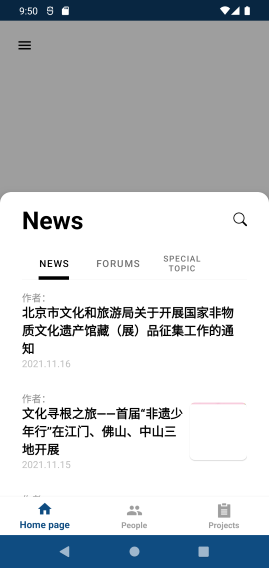 9:50
News
NEWS
FORUMS
SPECIAL
TOPIC
作者:
北京市文化和旅游局关于开展国家非物
质文化遗产馆藏（展）品征集工作的通
知
2021.11.16
作者:
文化寻根之旅——首届“非遗少
年行”在江门、佛山、中山三
地开展
2021.11.15
Home page
People
Projects